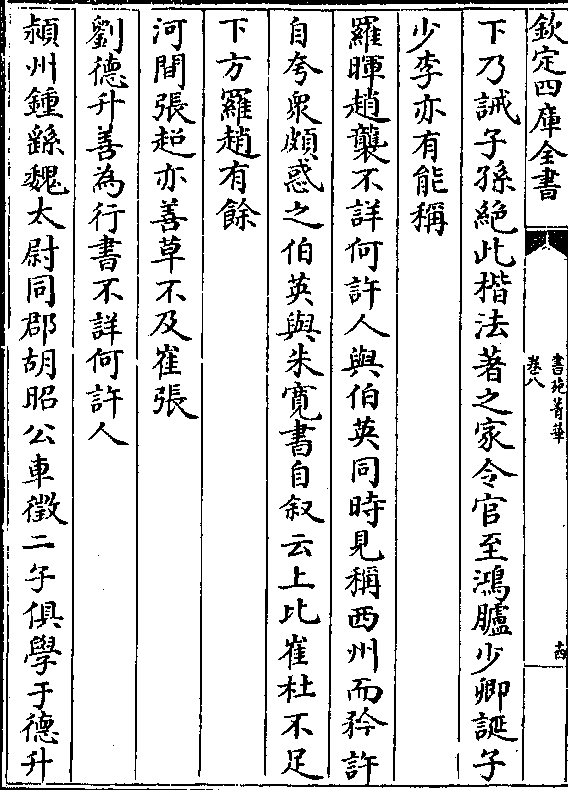 欽定四庫全書
書苑菁華
卷八
十四
下乃誡子孫絕此楷法著之家令官至鴻臚少卿誕子
少季亦有能稱
羅暉趙襲不詳何許人與伯英同時見稱西州而矜許
自夸衆頗惑之伯英與朱寛書自叙云上比崔杜不足
下方羅趙有餘
河間張超亦善草不及崔張
劉德升善為行書不詳何許人
潁州鍾繇魏太尉同郡胡昭公車徵二子俱學于德升